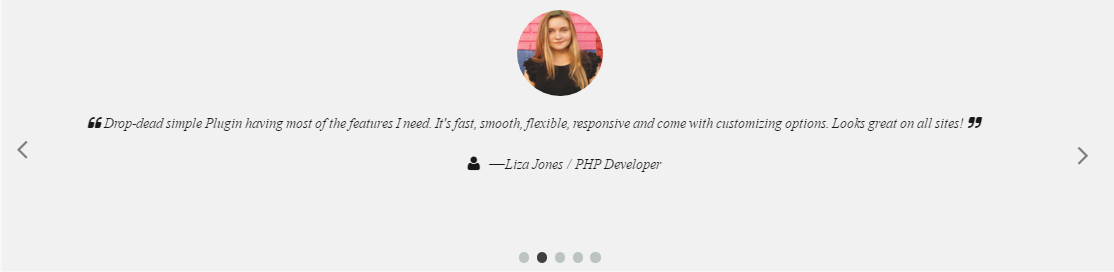 ❝ Drop-dead simple Plugin having most of the features I need. It's fast, smooth, flexible, responsive and come with customizing options. Looks great on all sites! ❞
—Liza Jones / PHP Developer